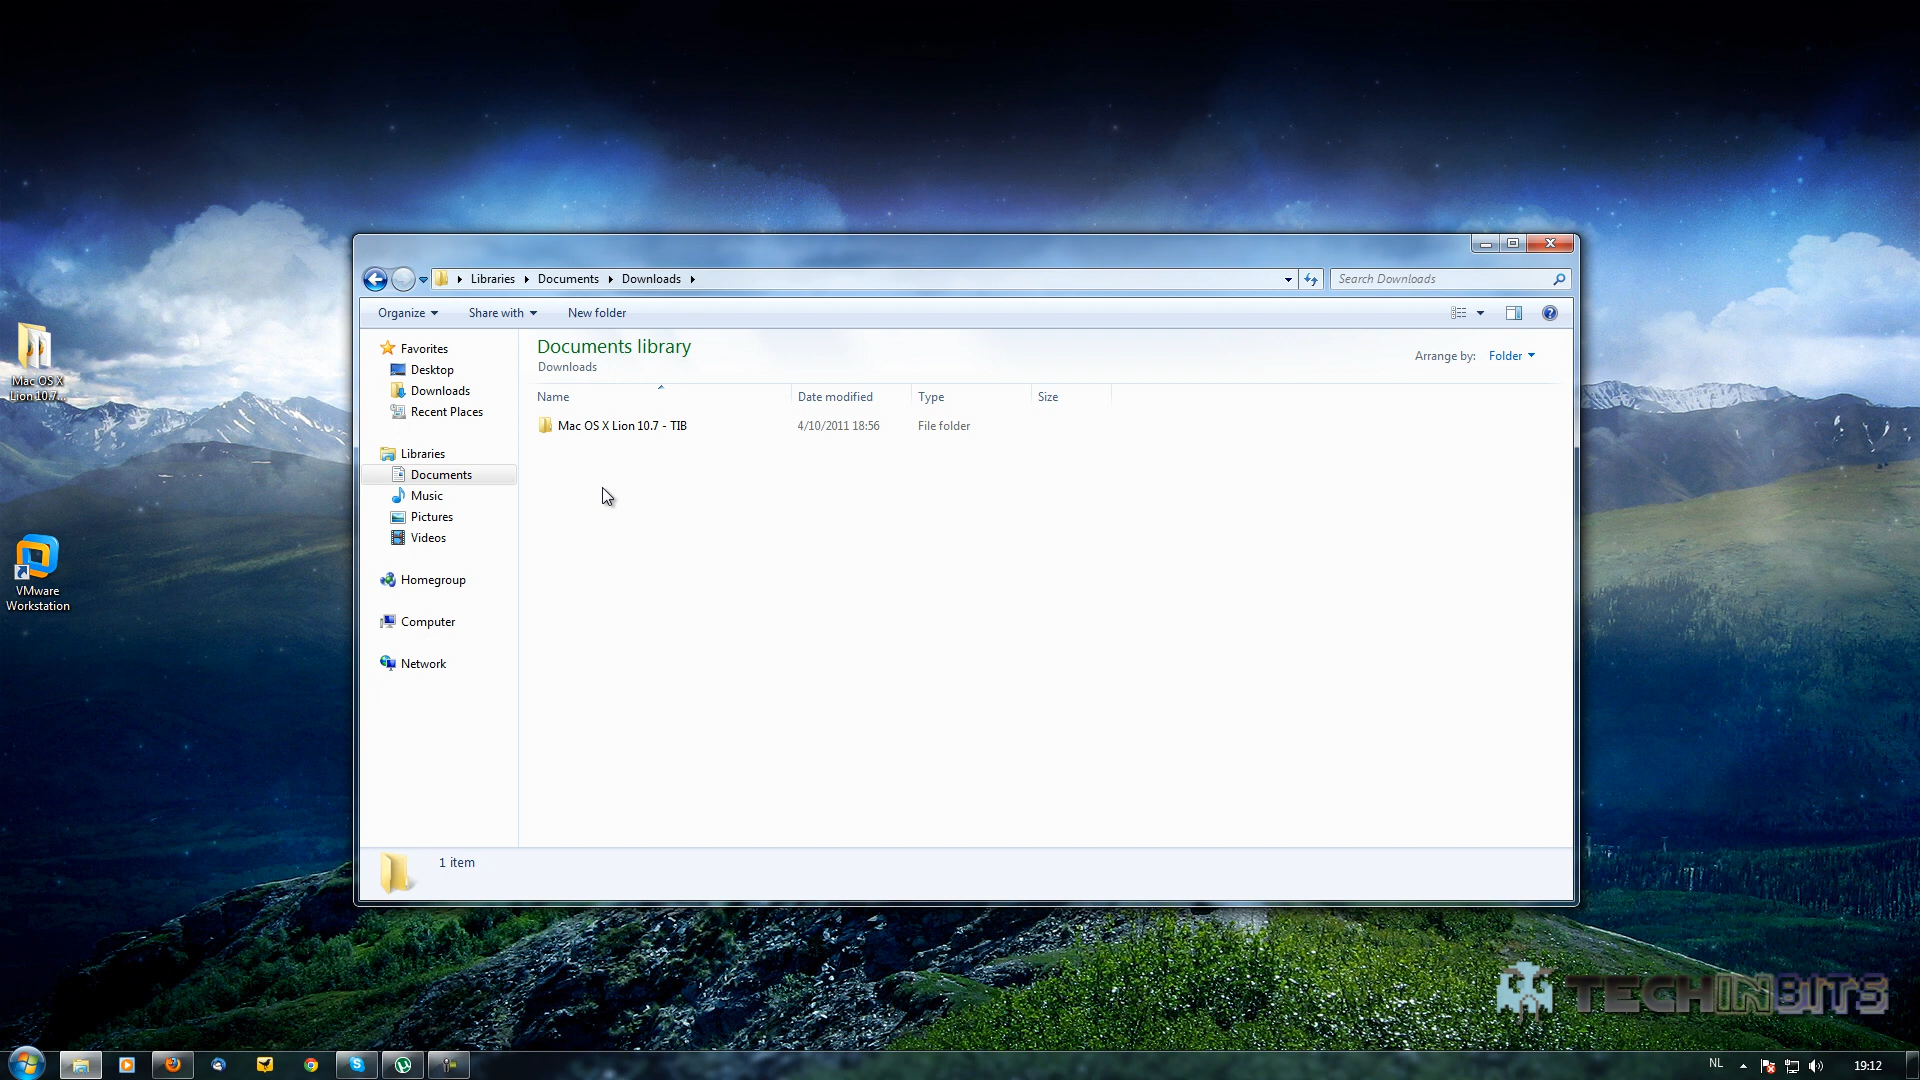 Mac OS X
Lion 10.7...
VMware
Workstation
Libraries
Documents
Downloads
Search Downloads
Organize
Share with
New folder
Favorites
Desktop
Downloads
Recent Places
Libraries
Documents
Music
Pictures
Videos
Homegroup
Computer
Network
Documents library
Downloads
Arrange by: Folder
Name Date modified Type Size
Mac OS X Lion 10.7 - TIB 4/10/2011 18:56 File folder
1 item
TECHINBITS
NL
19:12